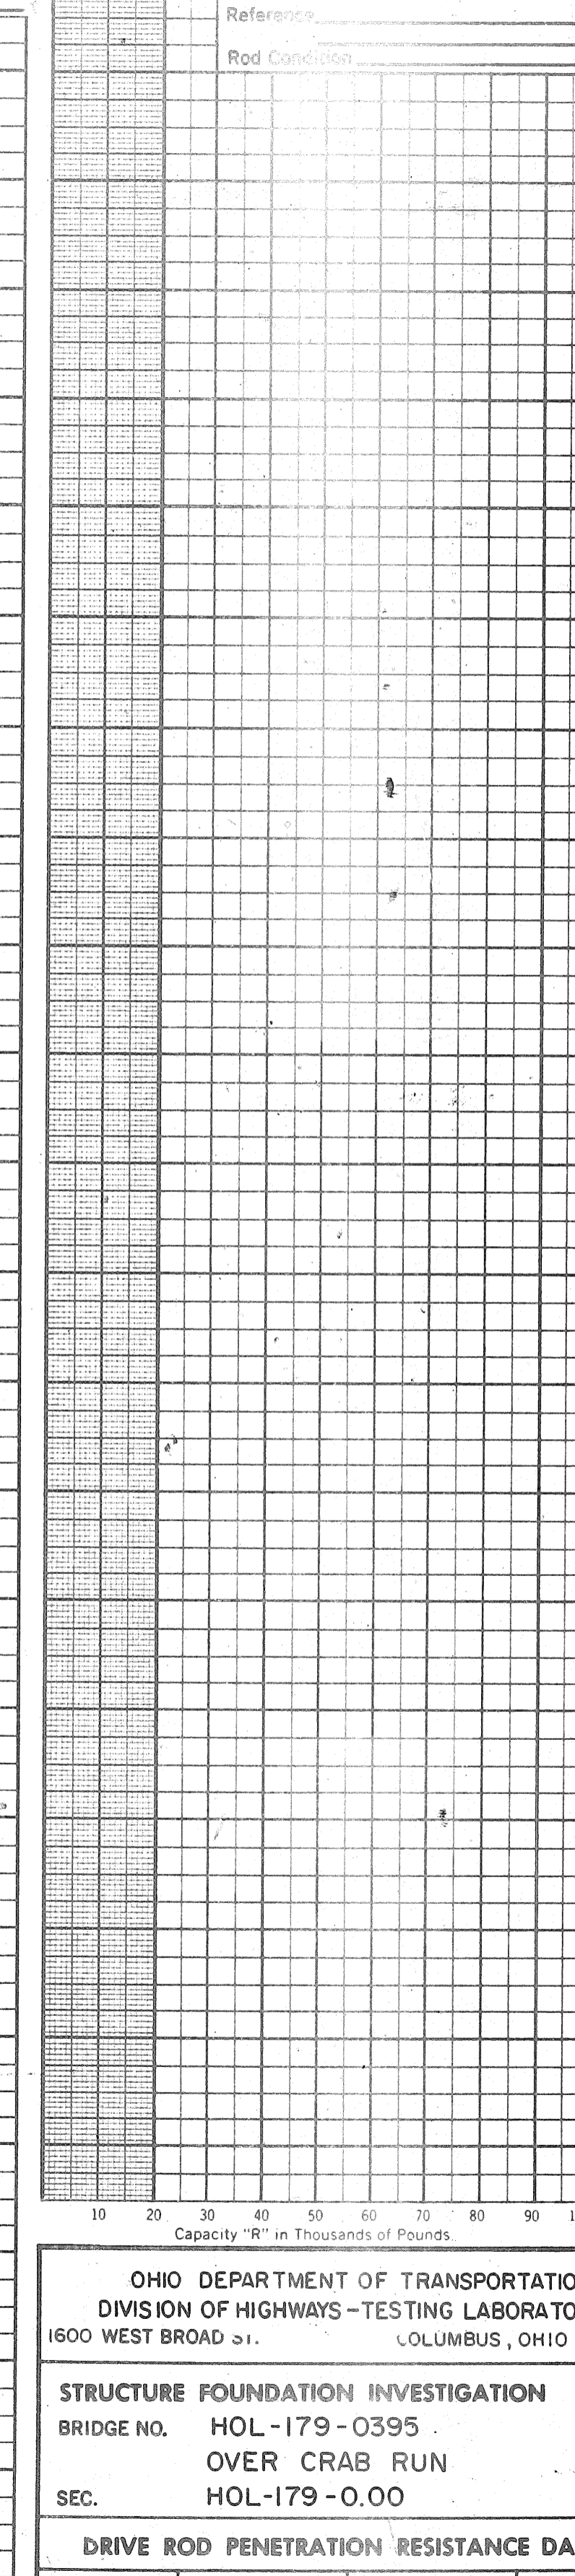 Reference
Rod Condition
10 20 30 40 50 60 70 80 90 1
Capacity "R" in Thousands of Pounds.
OHIO DEPARTMENT OF TRANSPORTATIO
DIVISION OF HIGHWAYS-TESTING LABORATO
1600 WEST BROAD ST. COLUMBUS, OHIO
STRUCTURE FOUNDATION INVESTIGATION
BRIDGE NO. HOL-179-0395
OVER CRAB RUN
SEC. HOL-179-0.00
DRIVE ROD PENETRATION RESISTANCE DA